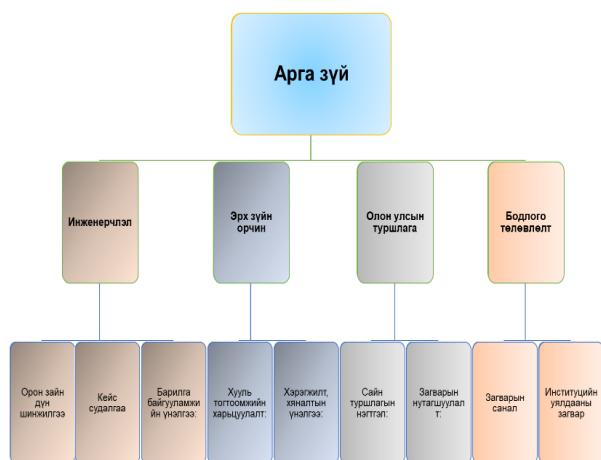 Арга зүй
Инженерчлэл
Эрх зүйн
орчин
Олон улсын
туршлага
Бодлого
төлөвлөлт
Орон зайн
дүн
шинжилгээ
Кейс
судалгаа
Барилга
байгууламжи
йн үнэлгээ:
Хууль
тогтоомжийн
харьцуулалт:
Хэрэгжилт,
хяналтын
үнэлгээ:
Сайн
туршлагын
нэгтгэл:
Загварын
нутагшуулал
т:
Загварын
санал
Институцийн
уялдааны
загвар